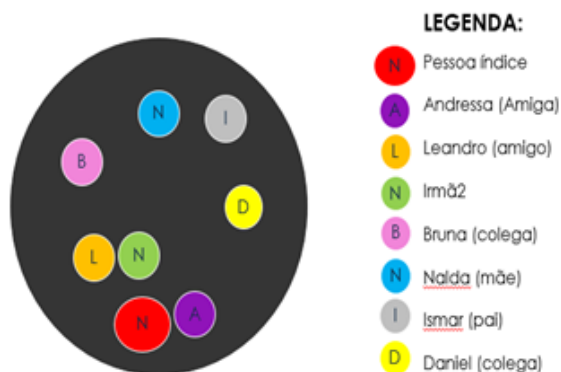 LEGENDA:
N Pessoa índice
A Andressa (Amiga)
L Leandro (amigo)
N Irmã2
B Bruna (colega)
N Nalda (mãe)
I Ismar (pai)
D Daniel (colega)
N
I
B
D
L N
N A